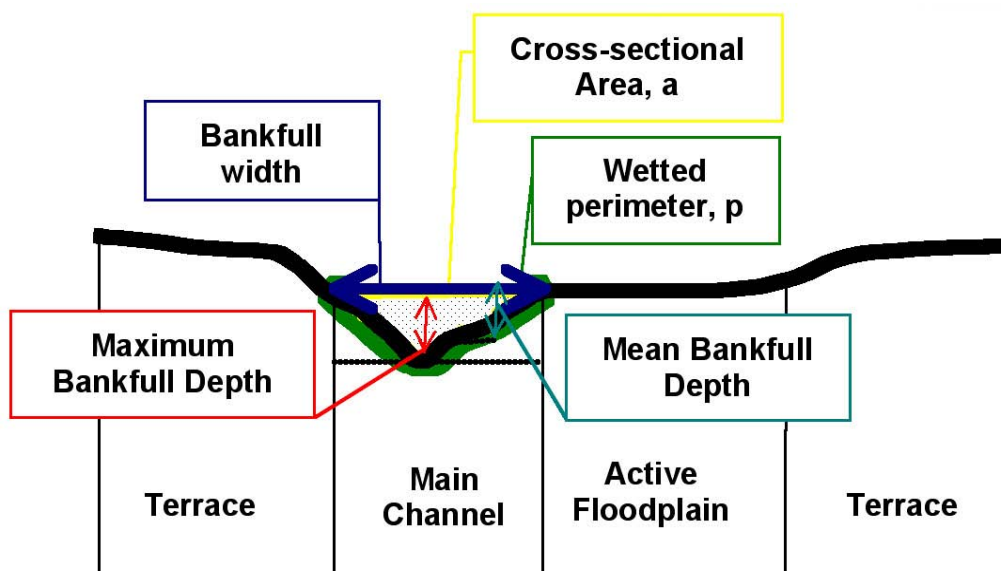 Cross-sectional
Area, a
Bankfull
width
Wetted
perimeter, p
Maximum
Bankfull Depth
Mean Bankfull
Depth
Terrace
Main
Channel
Active
Floodplain
Terrace